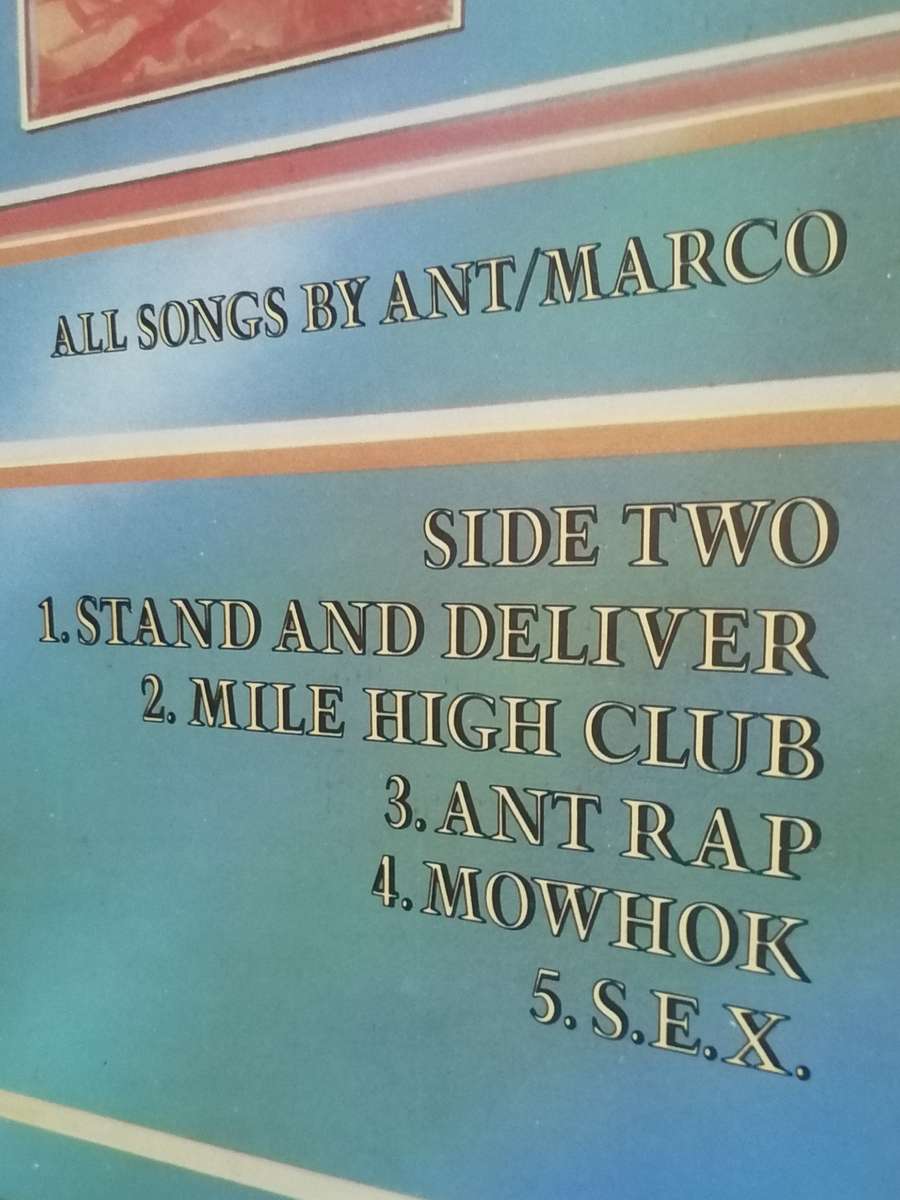 ALL SONGS BY ANT/MARCO
SIDE TWO
1. STAND AND DELIVER
2. MILE HIGH CLUB
3. ANT RAP
4. MOWHOK
5. S.E.X.